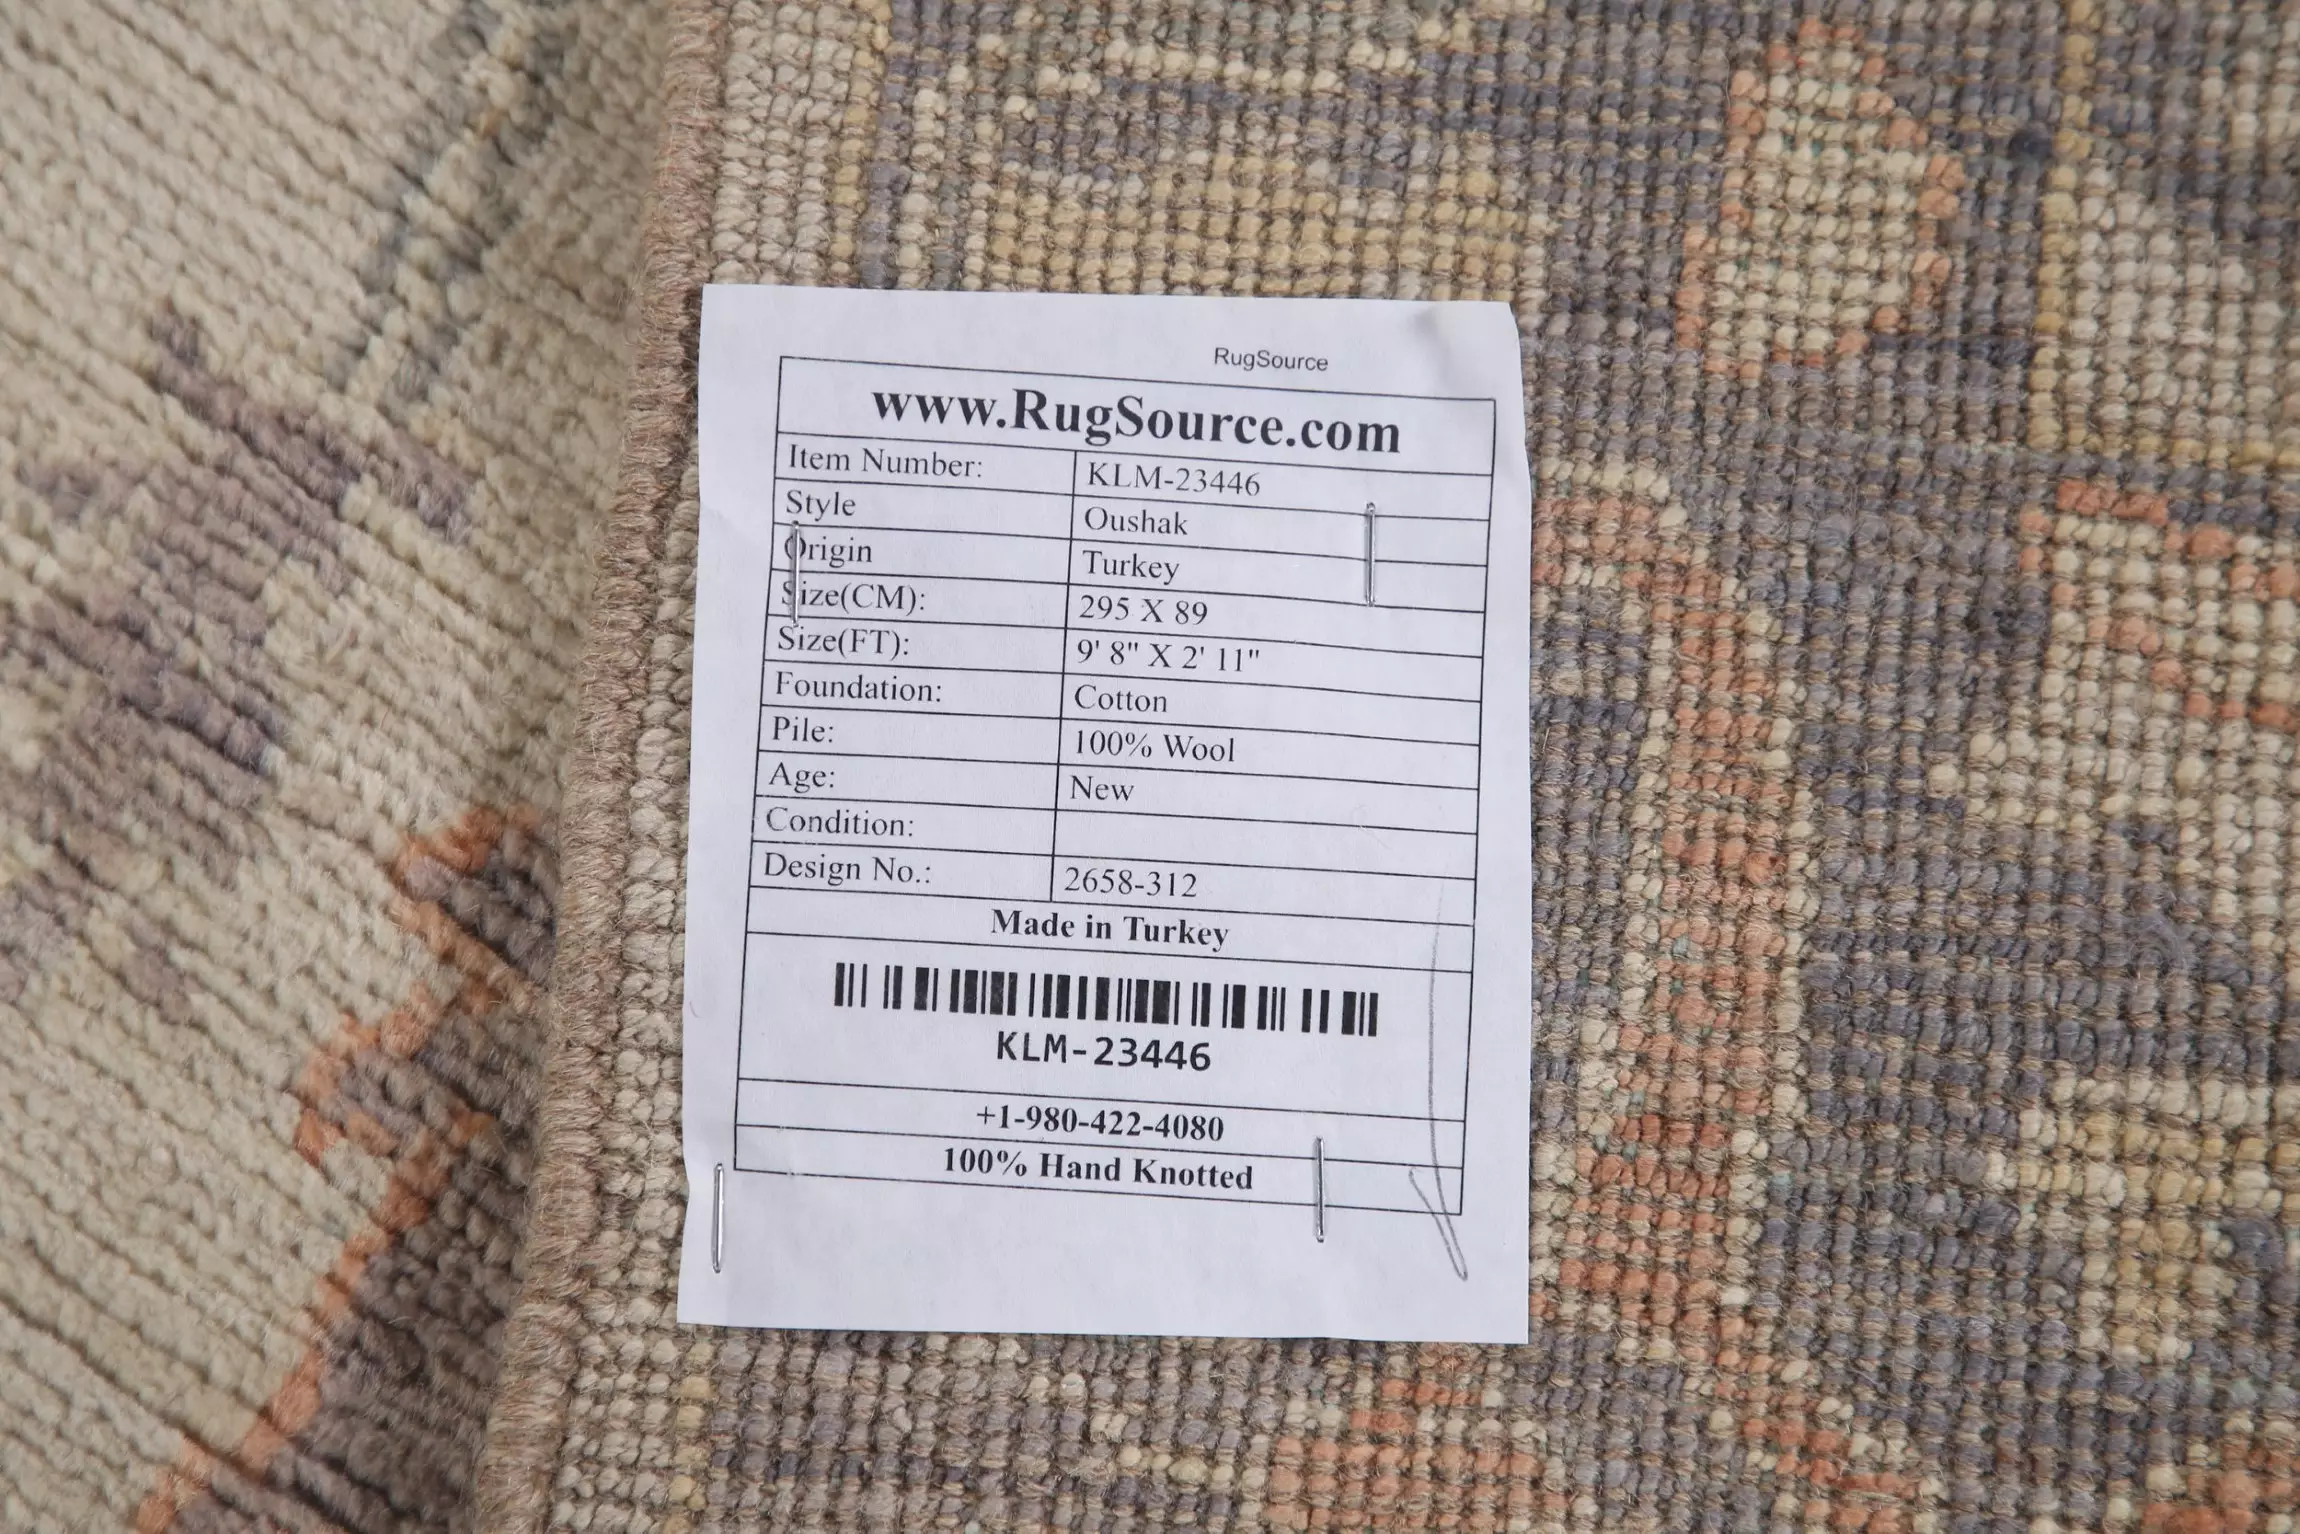 RugSource
www.RugSource.com
Item Number: KLM-23446
Style Oushak
Origin Turkey
Size(CM): 295 X 89
Size(FT): 9' 8" X 2' 11"
Foundation: Cotton
Pile: 100% Wool
Age: New
Condition:
Design No.: 2658-312
Made in Turkey
KLM-23446
+1-980-422-4080
100% Hand Knotted